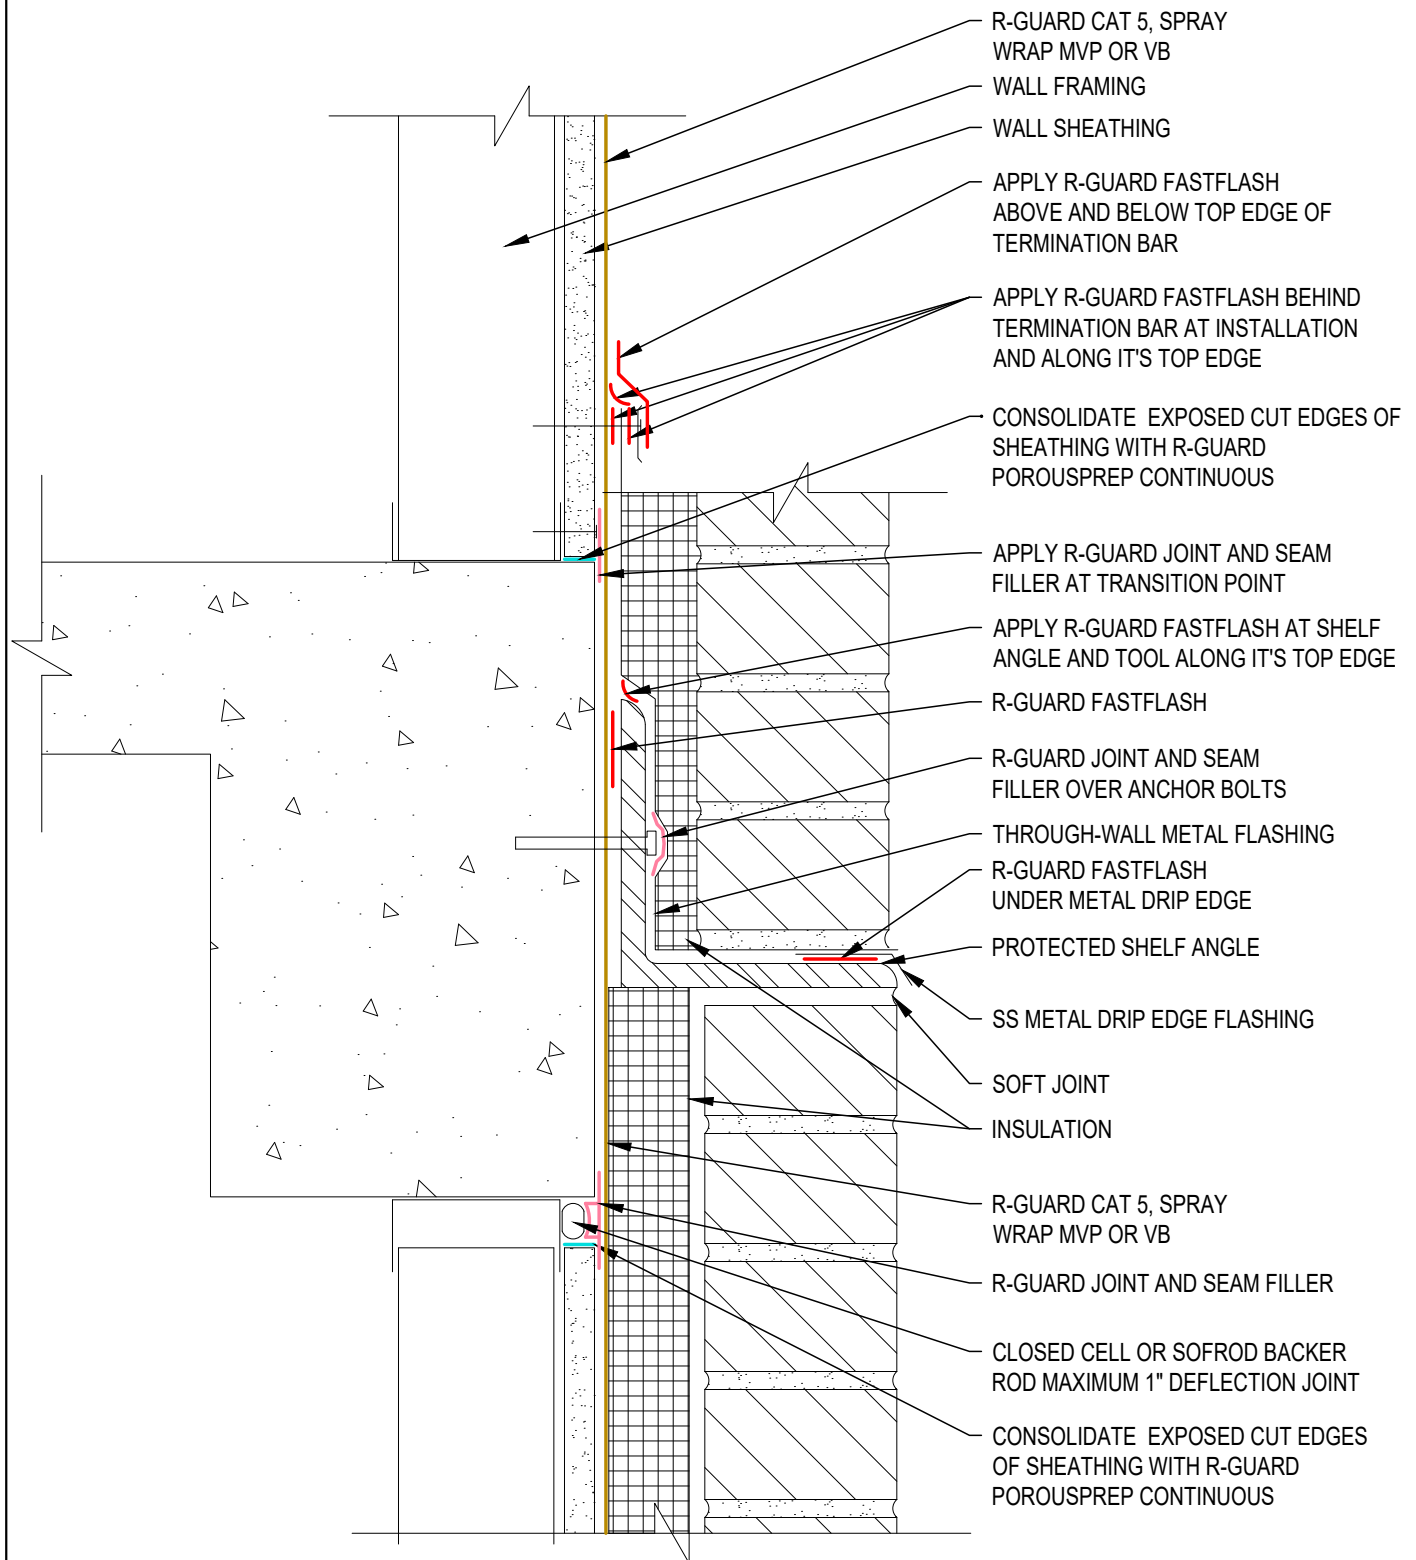 R-GUARD CAT 5, SPRAY
WRAP MVP OR VB
WALL FRAMING
WALL SHEATHING
APPLY R-GUARD FASTFLASH
ABOVE AND BELOW TOP EDGE OF
TERMINATION BAR
APPLY R-GUARD FASTFLASH BEHIND
TERMINATION BAR AT INSTALLATION
AND ALONG IT'S TOP EDGE
CONSOLIDATE EXPOSED CUT EDGES OF
SHEATHING WITH R-GUARD
POROUSPREP CONTINUOUS
APPLY R-GUARD JOINT AND SEAM
FILLER AT TRANSITION POINT
APPLY R-GUARD FASTFLASH AT SHELF
ANGLE AND TOOL ALONG IT'S TOP EDGE
R-GUARD FASTFLASH
R-GUARD JOINT AND SEAM
FILLER OVER ANCHOR BOLTS
THROUGH-WALL METAL FLASHING
R-GUARD FASTFLASH
UNDER METAL DRIP EDGE
PROTECTED SHELF ANGLE
SS METAL DRIP EDGE FLASHING
SOFT JOINT
INSULATION
R-GUARD CAT 5, SPRAY
WRAP MVP OR VB
R-GUARD JOINT AND SEAM FILLER
CLOSED CELL OR SOFROD BACKER
ROD MAXIMUM 1" DEFLECTION JOINT
CONSOLIDATE EXPOSED CUT EDGES
OF SHEATHING WITH R-GUARD
POROUSPREP CONTINUOUS